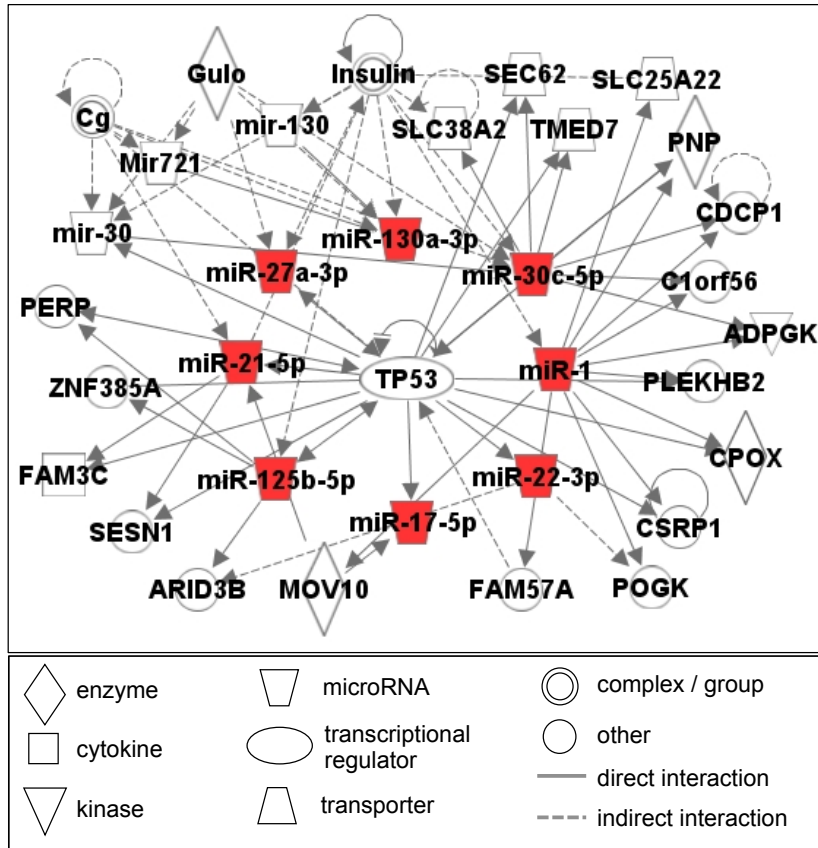 Gulo
Insulin
SEC62
SLC25A22
Cg
mir-130
SLC38A2
TMED7
PNP
Mir721
mir-30
miR-130a-3p
CDCP1
miR-27a-3p
miR-30c-5p
C1orf56
PERP
ADPGK
miR-21-5p
TP53
miR-1
PLEKHB2
ZNF385A
FAM3C
miR-125b-5p
miR-22-3p
CPOX
SESN1
miR-17-5p
CSRP1
ARID3B
MOV10
FAM57A
POGK
enzyme
microRNA
complex / group
cytokine
transcriptional
regulator
other
kinase
transporter
direct interaction
indirect interaction